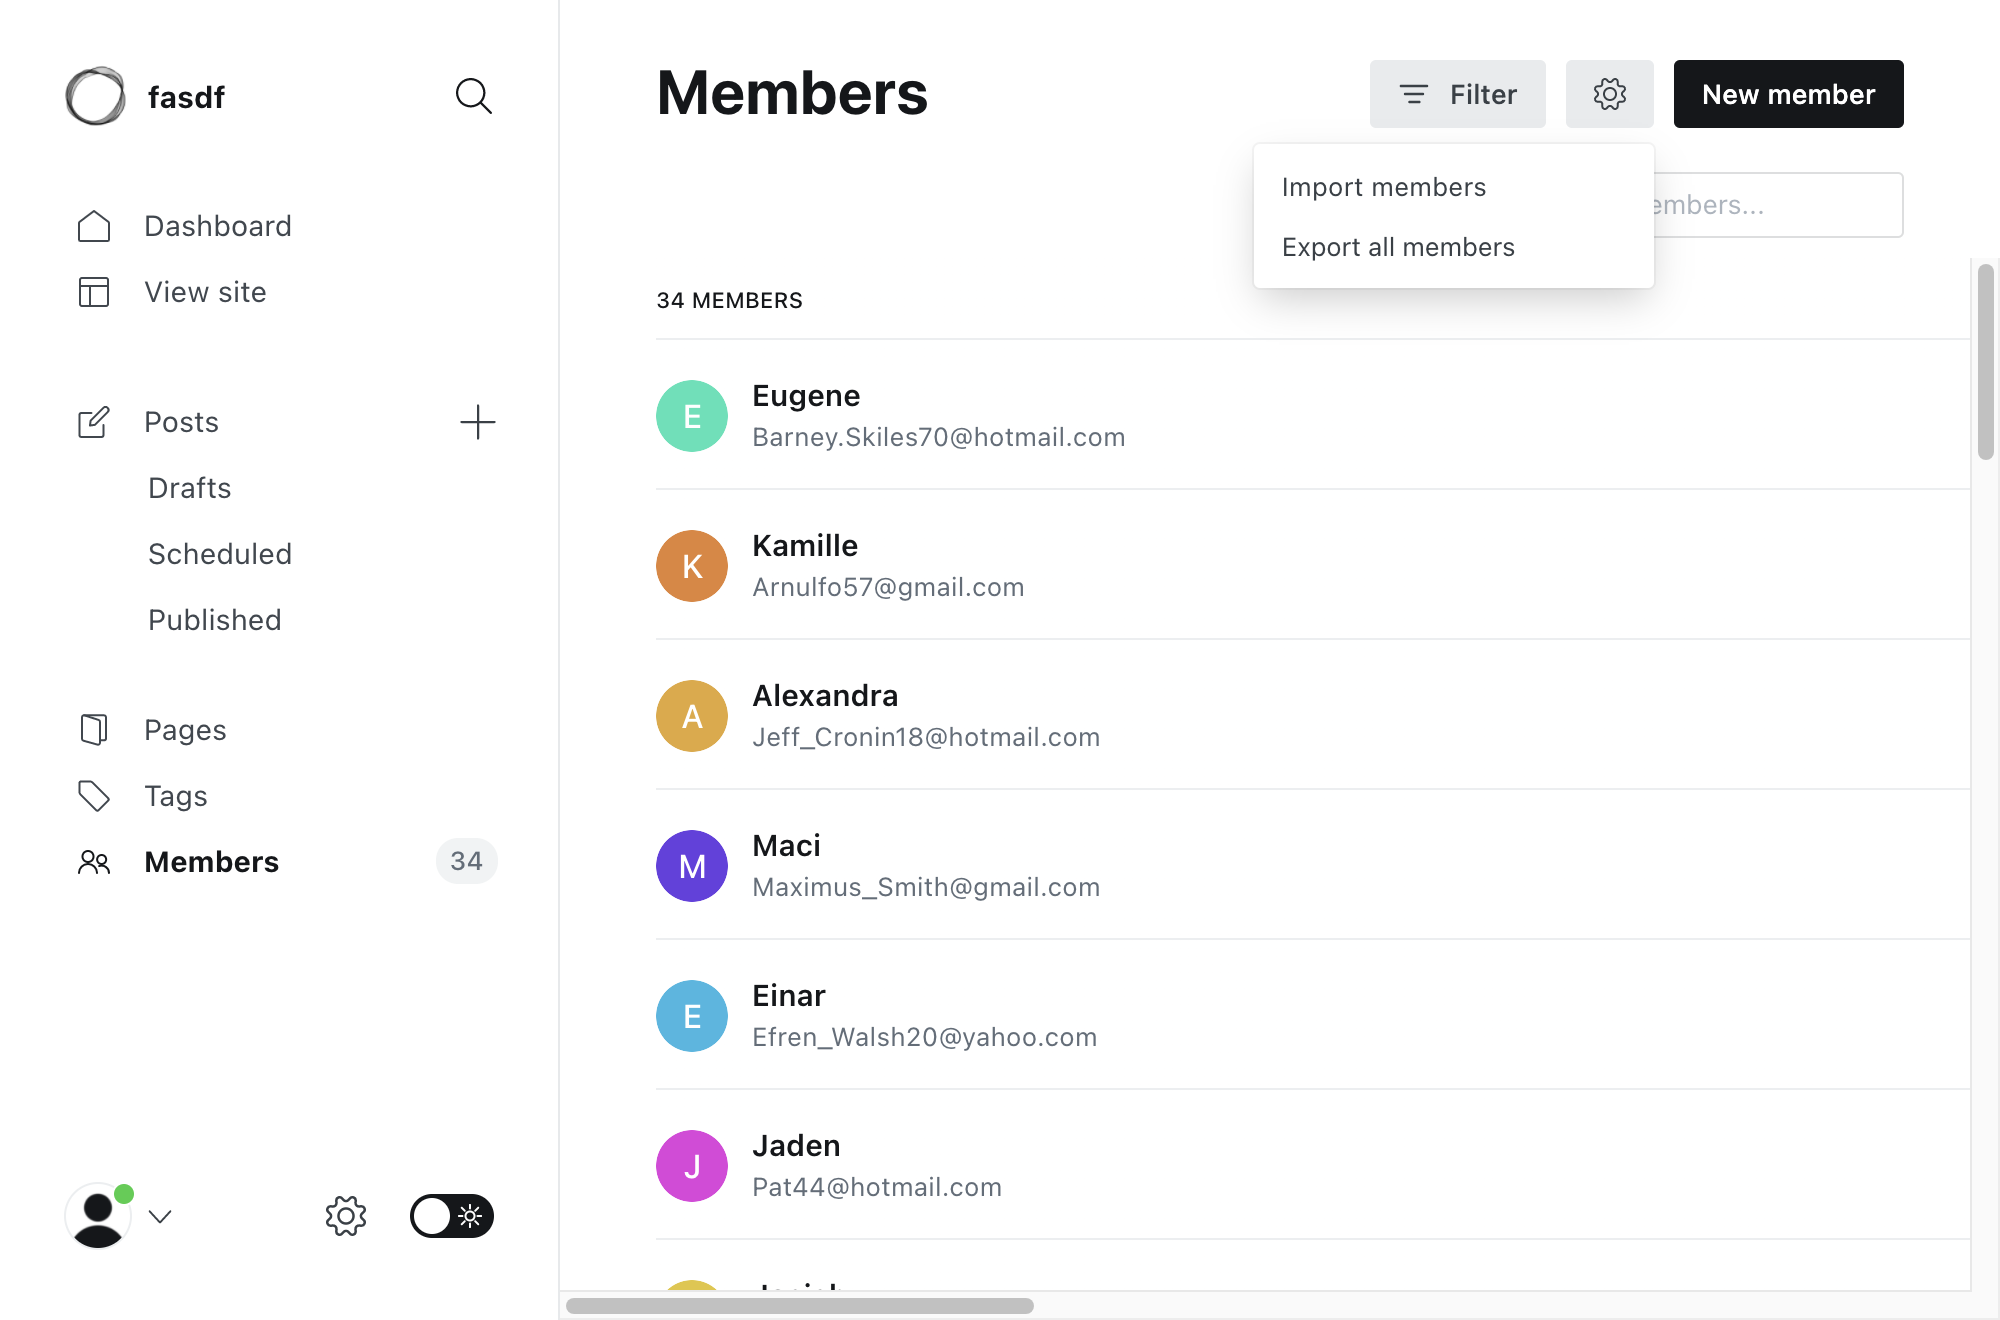 fasdf
Dashboard
View site
Posts
Drafts
Scheduled
Published
Pages
Tags
Members
34
Members
Filter
New member
Import members
Export all members
34 MEMBERS
E
Eugene
Barney.Skiles70@hotmail.com
K
Kamille
Arnulfo57@gmail.com
A
Alexandra
Jeff_Cronin18@hotmail.com
M
Maci
Maximus_Smith@gmail.com
E
Einar
Efren_Walsh20@yahoo.com
J
Jaden
Pat44@hotmail.com